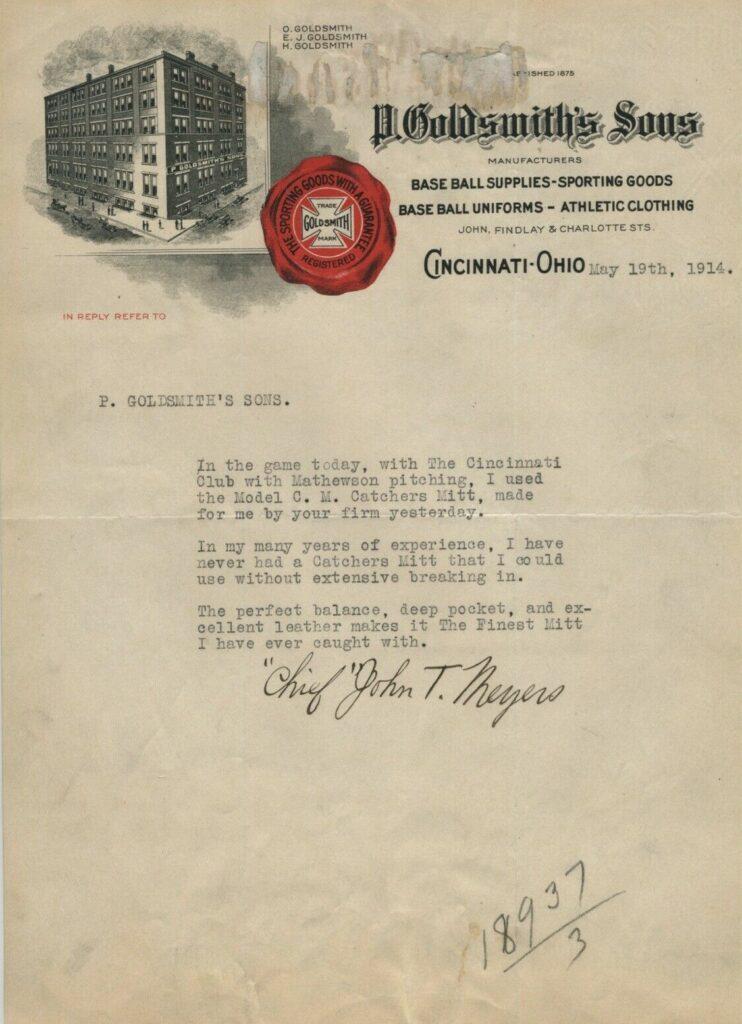 O. GOLDSMITH
E. J. GOLDSMITH
H. GOLDSMITH
1875
P. Goldsmith's Sons
MANUFACTURERS
BASE BALL SUPPLIES-SPORTING GOODS
BASE BALL UNIFORMS - ATHLETIC CLOTHING
JOHN, FINDLAY & CHARLOTTE STS.
CINCINNATI-OHIO May 19th, 1914.
P. GOLDSMITH'S SONS
THE SPORTING GOODS WITH A GUARANTEE
TRADE
GOLDSMITH
MARK
REGISTERED
IN REPLY REFER TO
P. GOLDSMITH'S SONS.
In the game today, with The Cincinnati
Club with Mathewson pitching, I used
the Model C. M. Catchers Mitt, made
for me by your firm yesterday.
In my many years of experience, I have
never had a Catchers Mitt that I could
use without extensive breaking in.
The perfect balance, deep pocket, and ex-
cellent leather makes it The Finest Mitt
I have ever caught with.
"Chief" John T. Meyers
18937
3